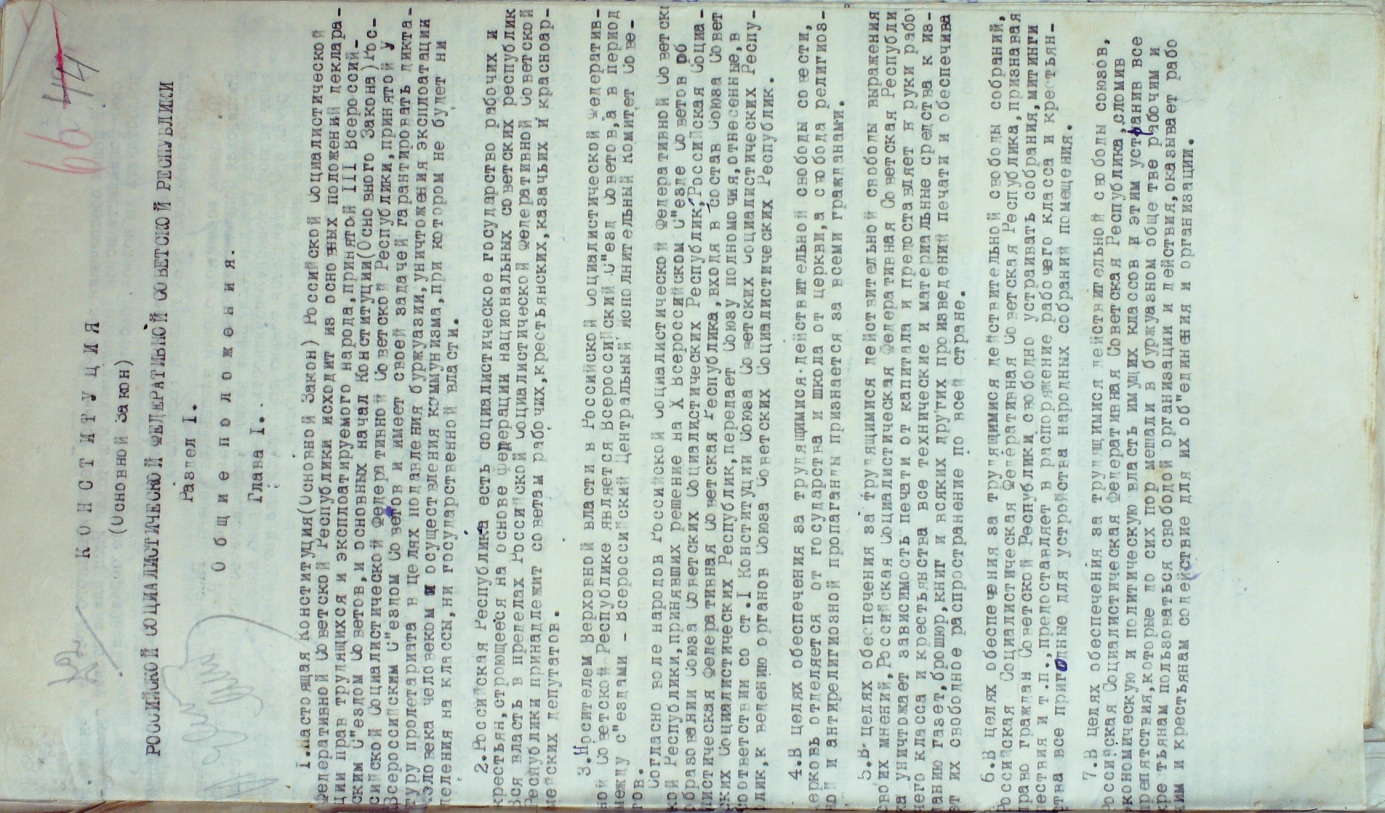 66 44
К О Н С Т И Т У Ц И Я
(Основной Закон)
РОССИЙСКОЙ СОЦИАЛИСТИЧЕСКОЙ ФЕДЕРАТИВНОЙ СОВЕТСКОЙ РЕСПУБЛИКИ
Раздел I.
О б щ и е п о л о ж е н и я.
Глава I.
1.Настоящая Конституция(Основной Закон) Российской Социалистической
Федеративной Советской Республики исходит из основных положений деклара-
ции прав трудящихся и эксплоатируемого народа,принято III Всероссий-
ским С"ездом Советов,и основных начал Конституции(Основного Закона)Рос-
сийской Социалистической Федеративной Советской Республики,принятой У
Всероссийским С"ездом Советов и имеет своей задачей гарантировать дикта-
туру пролетариата в целях подавления буржуазии,уничтожения эксплоатации
человека человеком и осуществления коммунизма,при котором не будет ни
деления на классы,ни государственной власти.
2.Российская Республика есть социалистическое государство рабочих и
крестьян,строющееся на основе федерации национальных советских республик
Вся власть в пределах Российской Социалистической Федеративной Советской
Республики принадлежит советам рабочих,крестьянских,казачьих и красноар-
мейских депутатов.
3.Носителем Верховной власти в Российской Социалистической Федератив-
ной Советской Республике является Всероссийский С"езд Советов,а в период
между с"ездами – Всероссийский Центральный Исполнительный Комитет Сове-
тов.
Согласно воле народов Российской Социалистической Федеративной Советск
кой Республики,принявших решение на Х Всероссийском С"езде Советов об
образовании Союза Советских Социалистических Республик,Российская Социа-
листическая Федеративная Советская Республика,входя в состав Союза Совет
ских Социалистических Республик,передает Союзу полномочия,отнесенные,в
соответствии со ст.I Конституции Союза Советских Социалистических Респу-
блик,к ведению органов Союза Советских Социалистических Республик.
4.В целях обеспечения за трудящимися действительной свободы совести,
церковь отделяется от государства и школа от церкви,а свобода религиоз-
ной и антирелигиозной пропаганды признается за всеми гражданами.
5.В целях обеспечения за трудящимися действительной свободы выражения
своих мнений,Российская Социалистическая Федеративная Советская Республи
ка уничтожает зависимость печати от капитала и предоставляет в руки рабо
чего класса и крестьянства все технические и материальные средства к из-
данию газет,брошюр,книг и всяких других произведений печати и обеспечива
ет их свободное распространение по всей стране.
6.В целях обеспечения за трудящимися действительной свободы собраний,
Российская Социалистическая Федеративная Советская Республика,признавая
право граждан Советской Республики свободно устраивать собрания,митинги
шествия и т.п.,предоставляет в распоряжение рабочего класса и крестьян-
ства все пригодные для устройства народных собраний помещения.
7.В целях обеспечения за трудящимися действительно свободы союзов,
Российская Социалистическая Федеративная Советская Республика,сломив
экономическую и политическую власть имущих классов и этим устранив все
препятствия,которые до сих пор мешали в буржуазном обществе рабочим и
крестьянам пользоваться свободой организации и действия,оказывает рабо
чим и крестьянам содействие для их об"единения и организации.